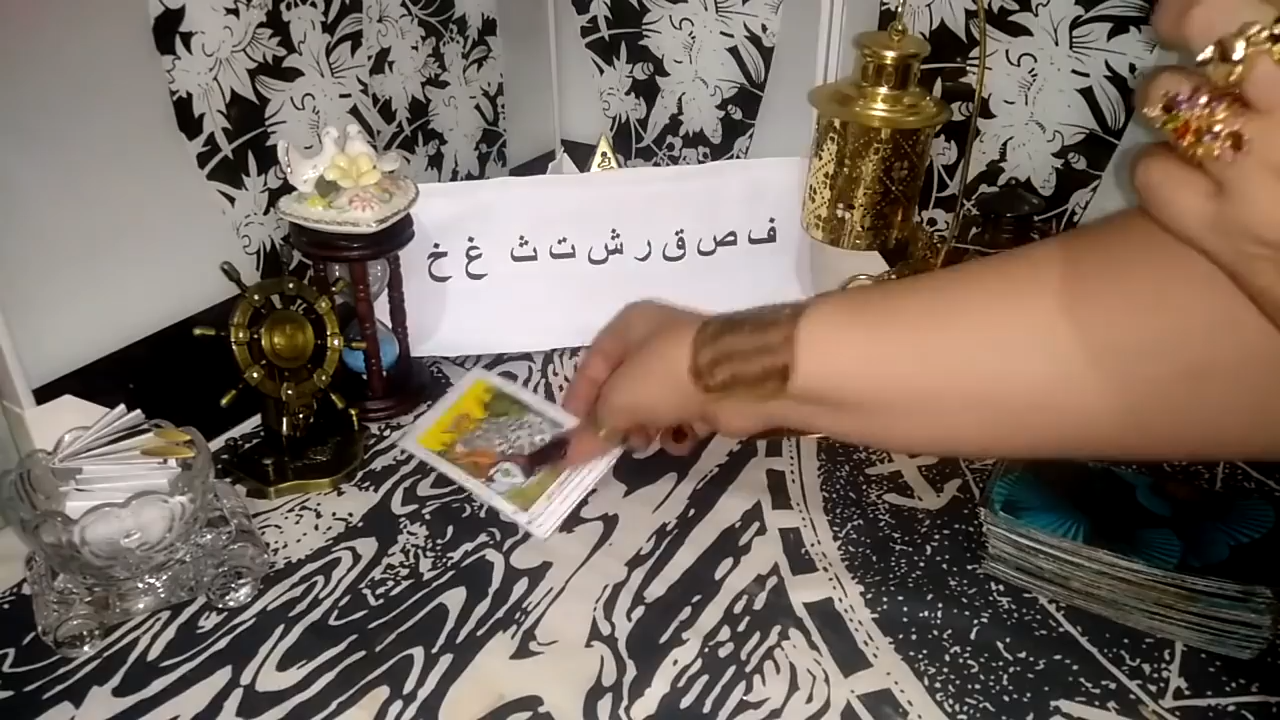 ف ص ق ر ش ت ث غ خ